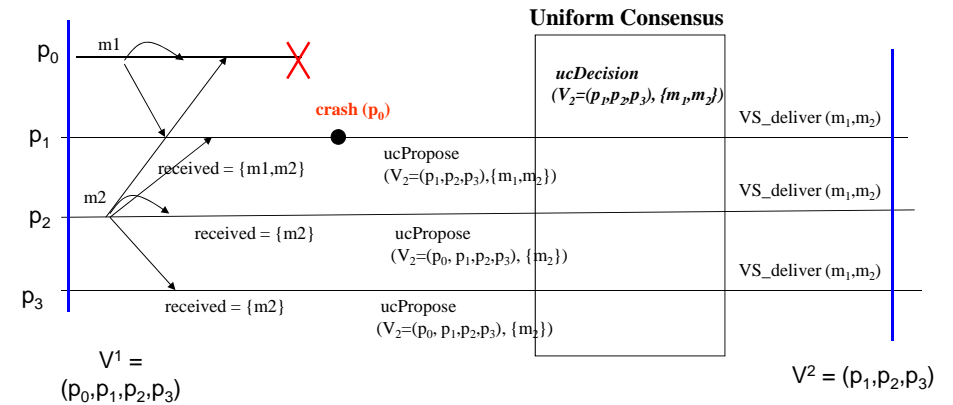 Uniform Consensus
p0
m1
ucDecision
(V2=(p1,p2,p3), {m1,m2})
crash (p0)
p1
VS_deliver (m1,m2)
ucPropose
(V2=(p1,p2,p3),{m1,m2})
received = {m1,m2}
m2
VS_deliver (m1,m2)
p2
received = {m2}
ucPropose
(V2=(p0, p1,p2,p3), {m2})
VS_deliver (m1,m2)
p3
received = {m2}
ucPropose
(V2=(p0, p1,p2,p3), {m2})
V1 =
(p0,p1,p2,p3)
V2 = (p1,p2,p3)